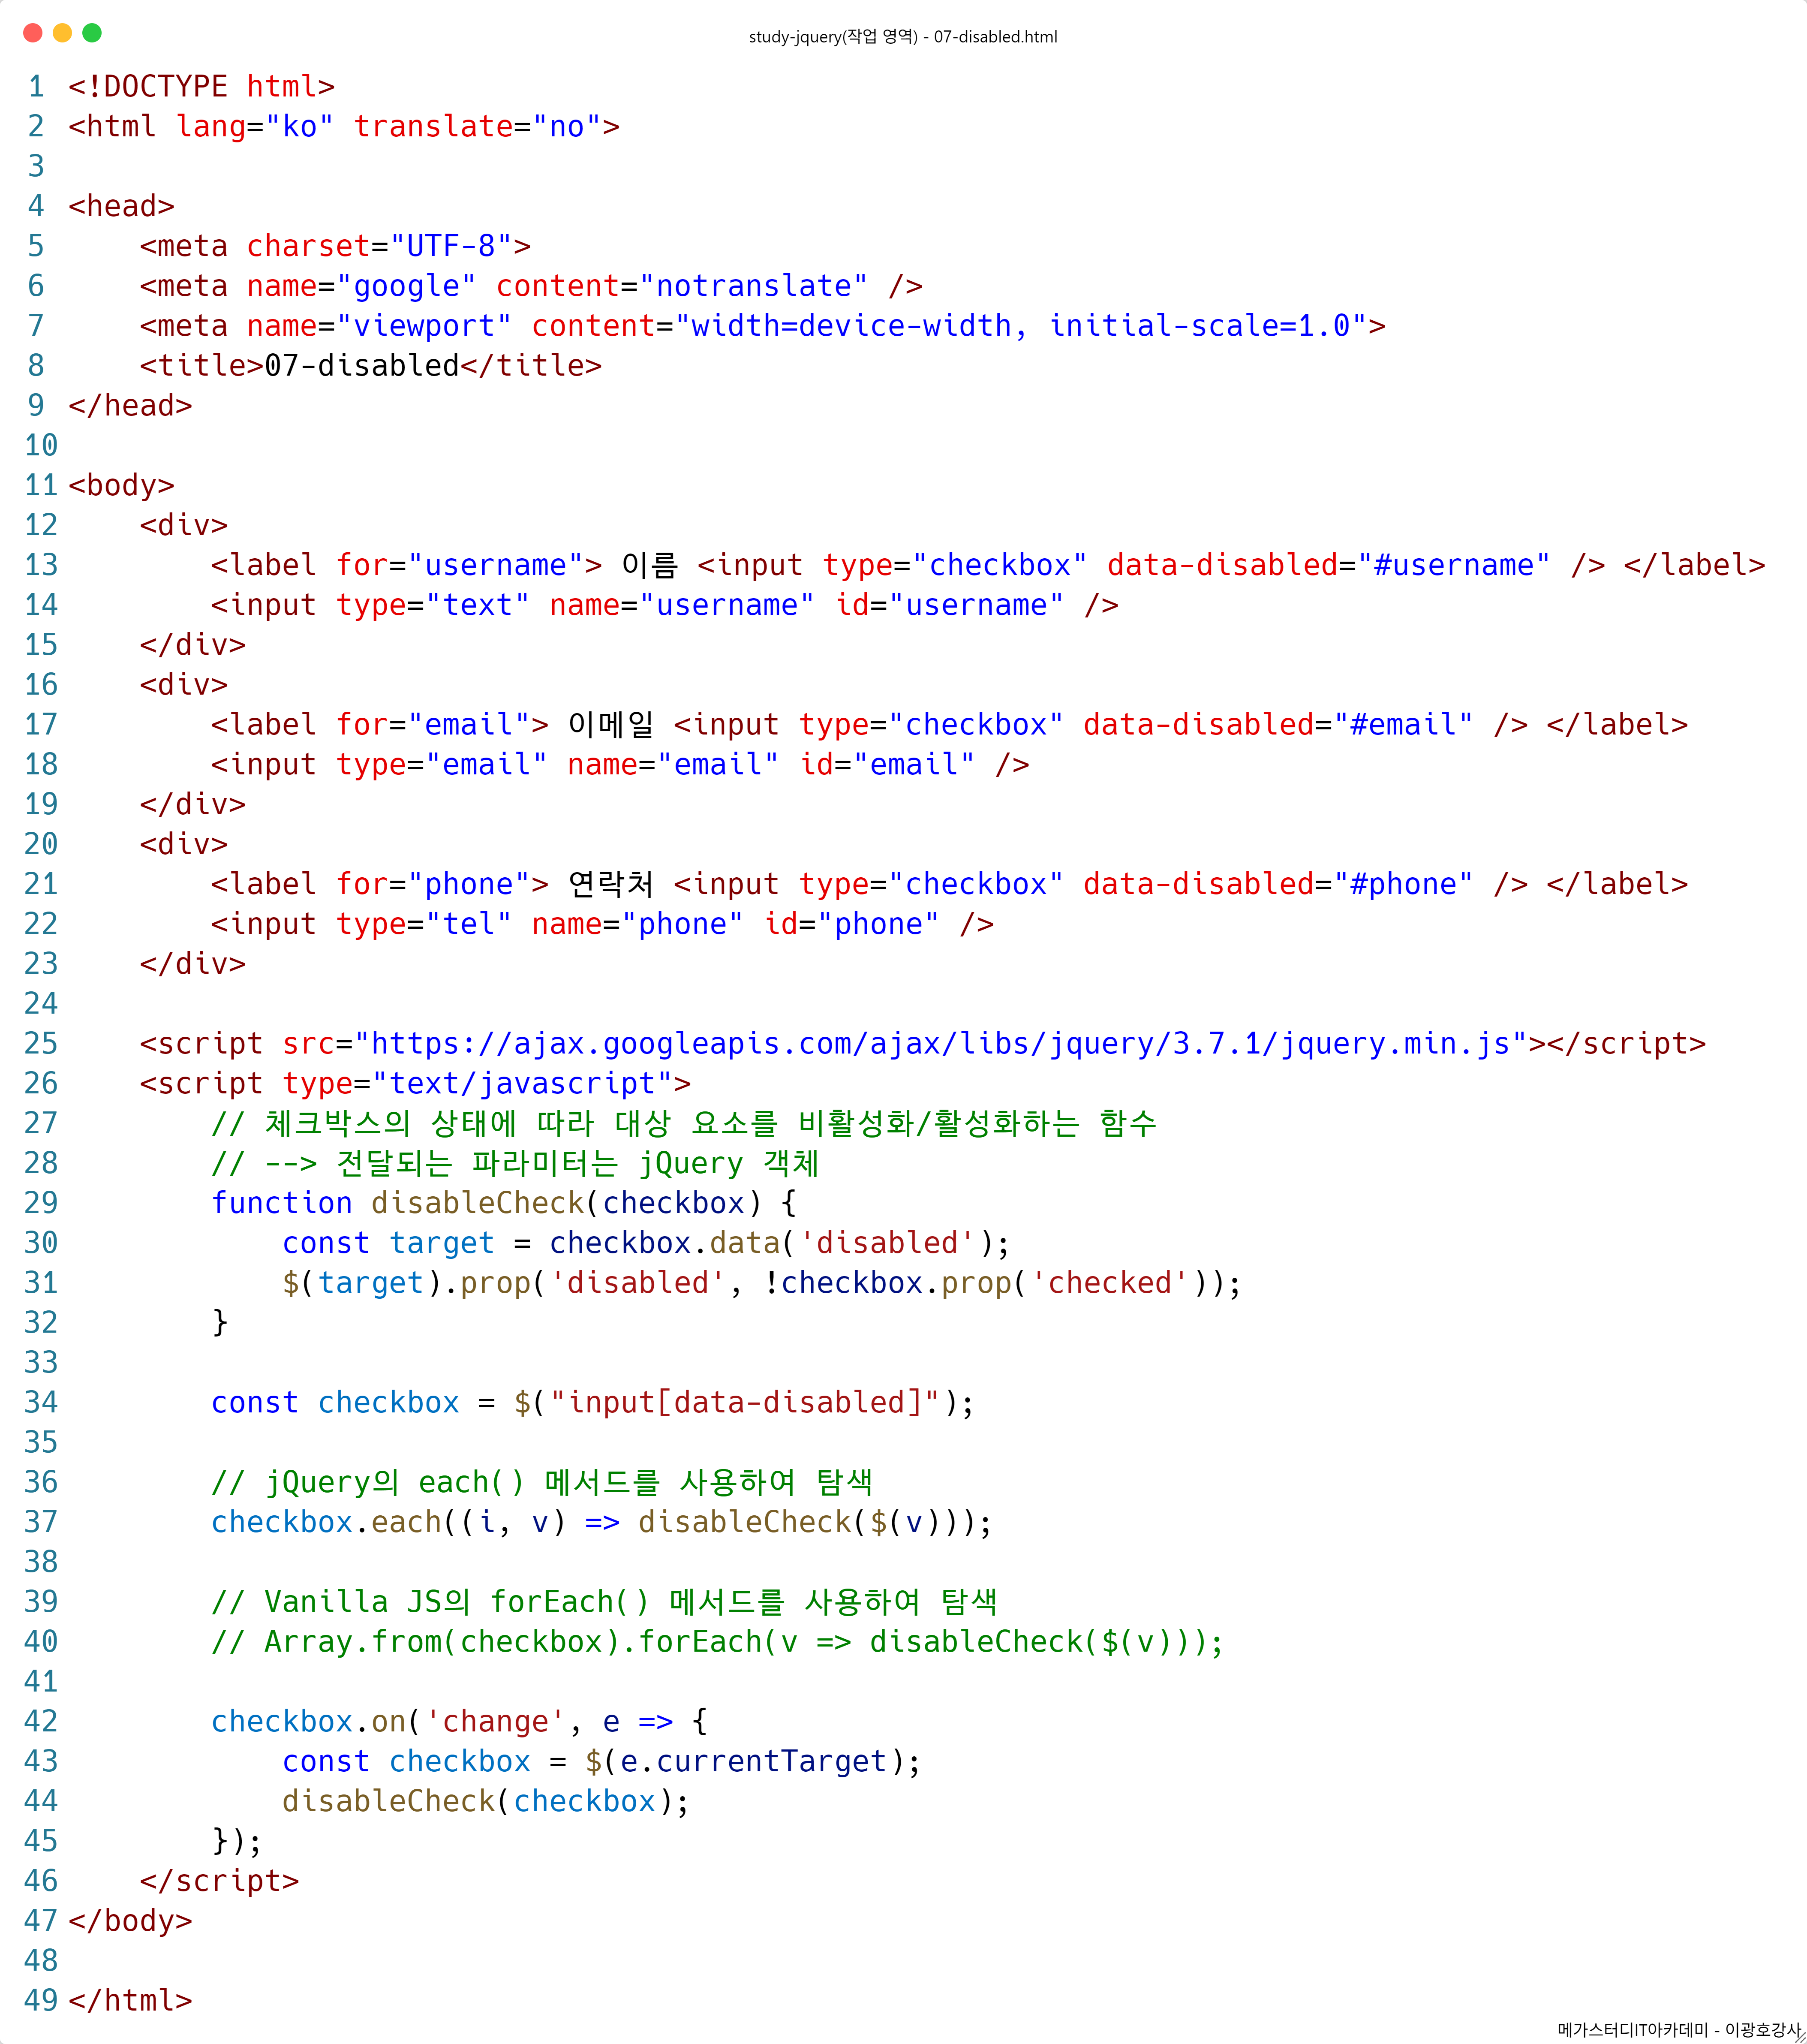 study-jquery(작업 영역) - 07-disabled.html
1 <!DOCTYPE html>
2 <html lang="ko" translate="no">
3
4 <head>
5     <meta charset="UTF-8">
6     <meta name="google" content="notranslate" />
7     <meta name="viewport" content="width=device-width, initial-scale=1.0">
8     <title>07-disabled</title>
9 </head>
10
11 <body>
12     <div>
13         <label for="username"> 이름 <input type="checkbox" data-disabled="#username" /> </label>
14         <input type="text" name="username" id="username" />
15     </div>
16     <div>
17         <label for="email"> 이메일 <input type="checkbox" data-disabled="#email" /> </label>
18         <input type="email" name="email" id="email" />
19     </div>
20     <div>
21         <label for="phone"> 연락처 <input type="checkbox" data-disabled="#phone" /> </label>
22         <input type="tel" name="phone" id="phone" />
23     </div>
24
25     <script src="https://ajax.googleapis.com/ajax/libs/jquery/3.7.1/jquery.min.js"></script>
26     <script type="text/javascript">
27         // 체크박스의 상태에 따라 대상 요소를 비활성화/활성화하는 함수
28         // --> 전달되는 파라미터는 jQuery 객체
29         function disableCheck(checkbox) {
30             const target = checkbox.data('disabled');
31             $(target).prop('disabled', !checkbox.prop('checked'));
32         }
33
34         const checkbox = $("input[data-disabled]");
35
36         // jQuery의 each() 메서드를 사용하여 탐색
37         checkbox.each((i, v) => disableCheck($(v)));
38
39         // Vanilla JS의 forEach() 메서드를 사용하여 탐색
40         // Array.from(checkbox).forEach(v => disableCheck($(v)));
41
42         checkbox.on('change', e => {
43             const checkbox = $(e.currentTarget);
44             disableCheck(checkbox);
45         });
46     </script>
47 </body>
48
49 </html>
메가스터디IT아카데미 - 이광호강사